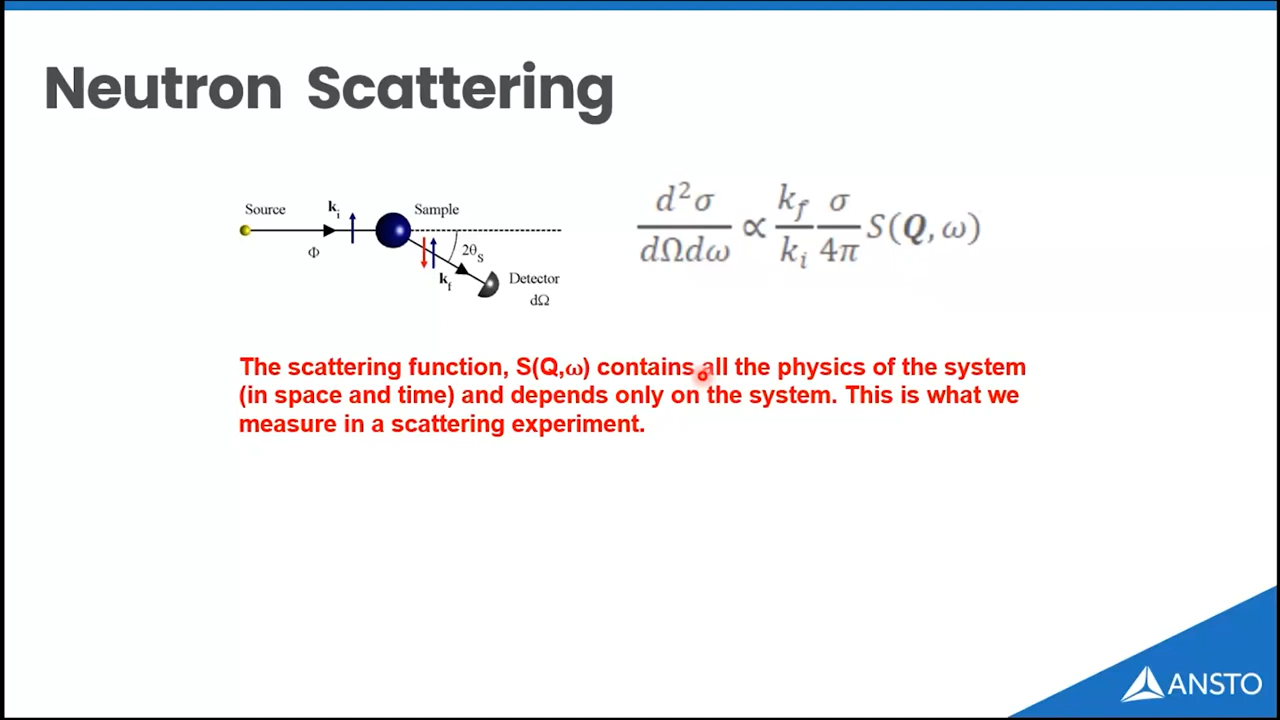 Neutron Scattering
Source
k_i
Sample
Φ
2θ_s
k_f
Detector
dΩ
d²σ / dΩdω ∝ k_f / k_i σ / 4π S(Q, ω)
The scattering function, S(Q,ω) contains all the physics of the system
(in space and time) and depends only on the system. This is what we
measure in a scattering experiment.
ANSTO